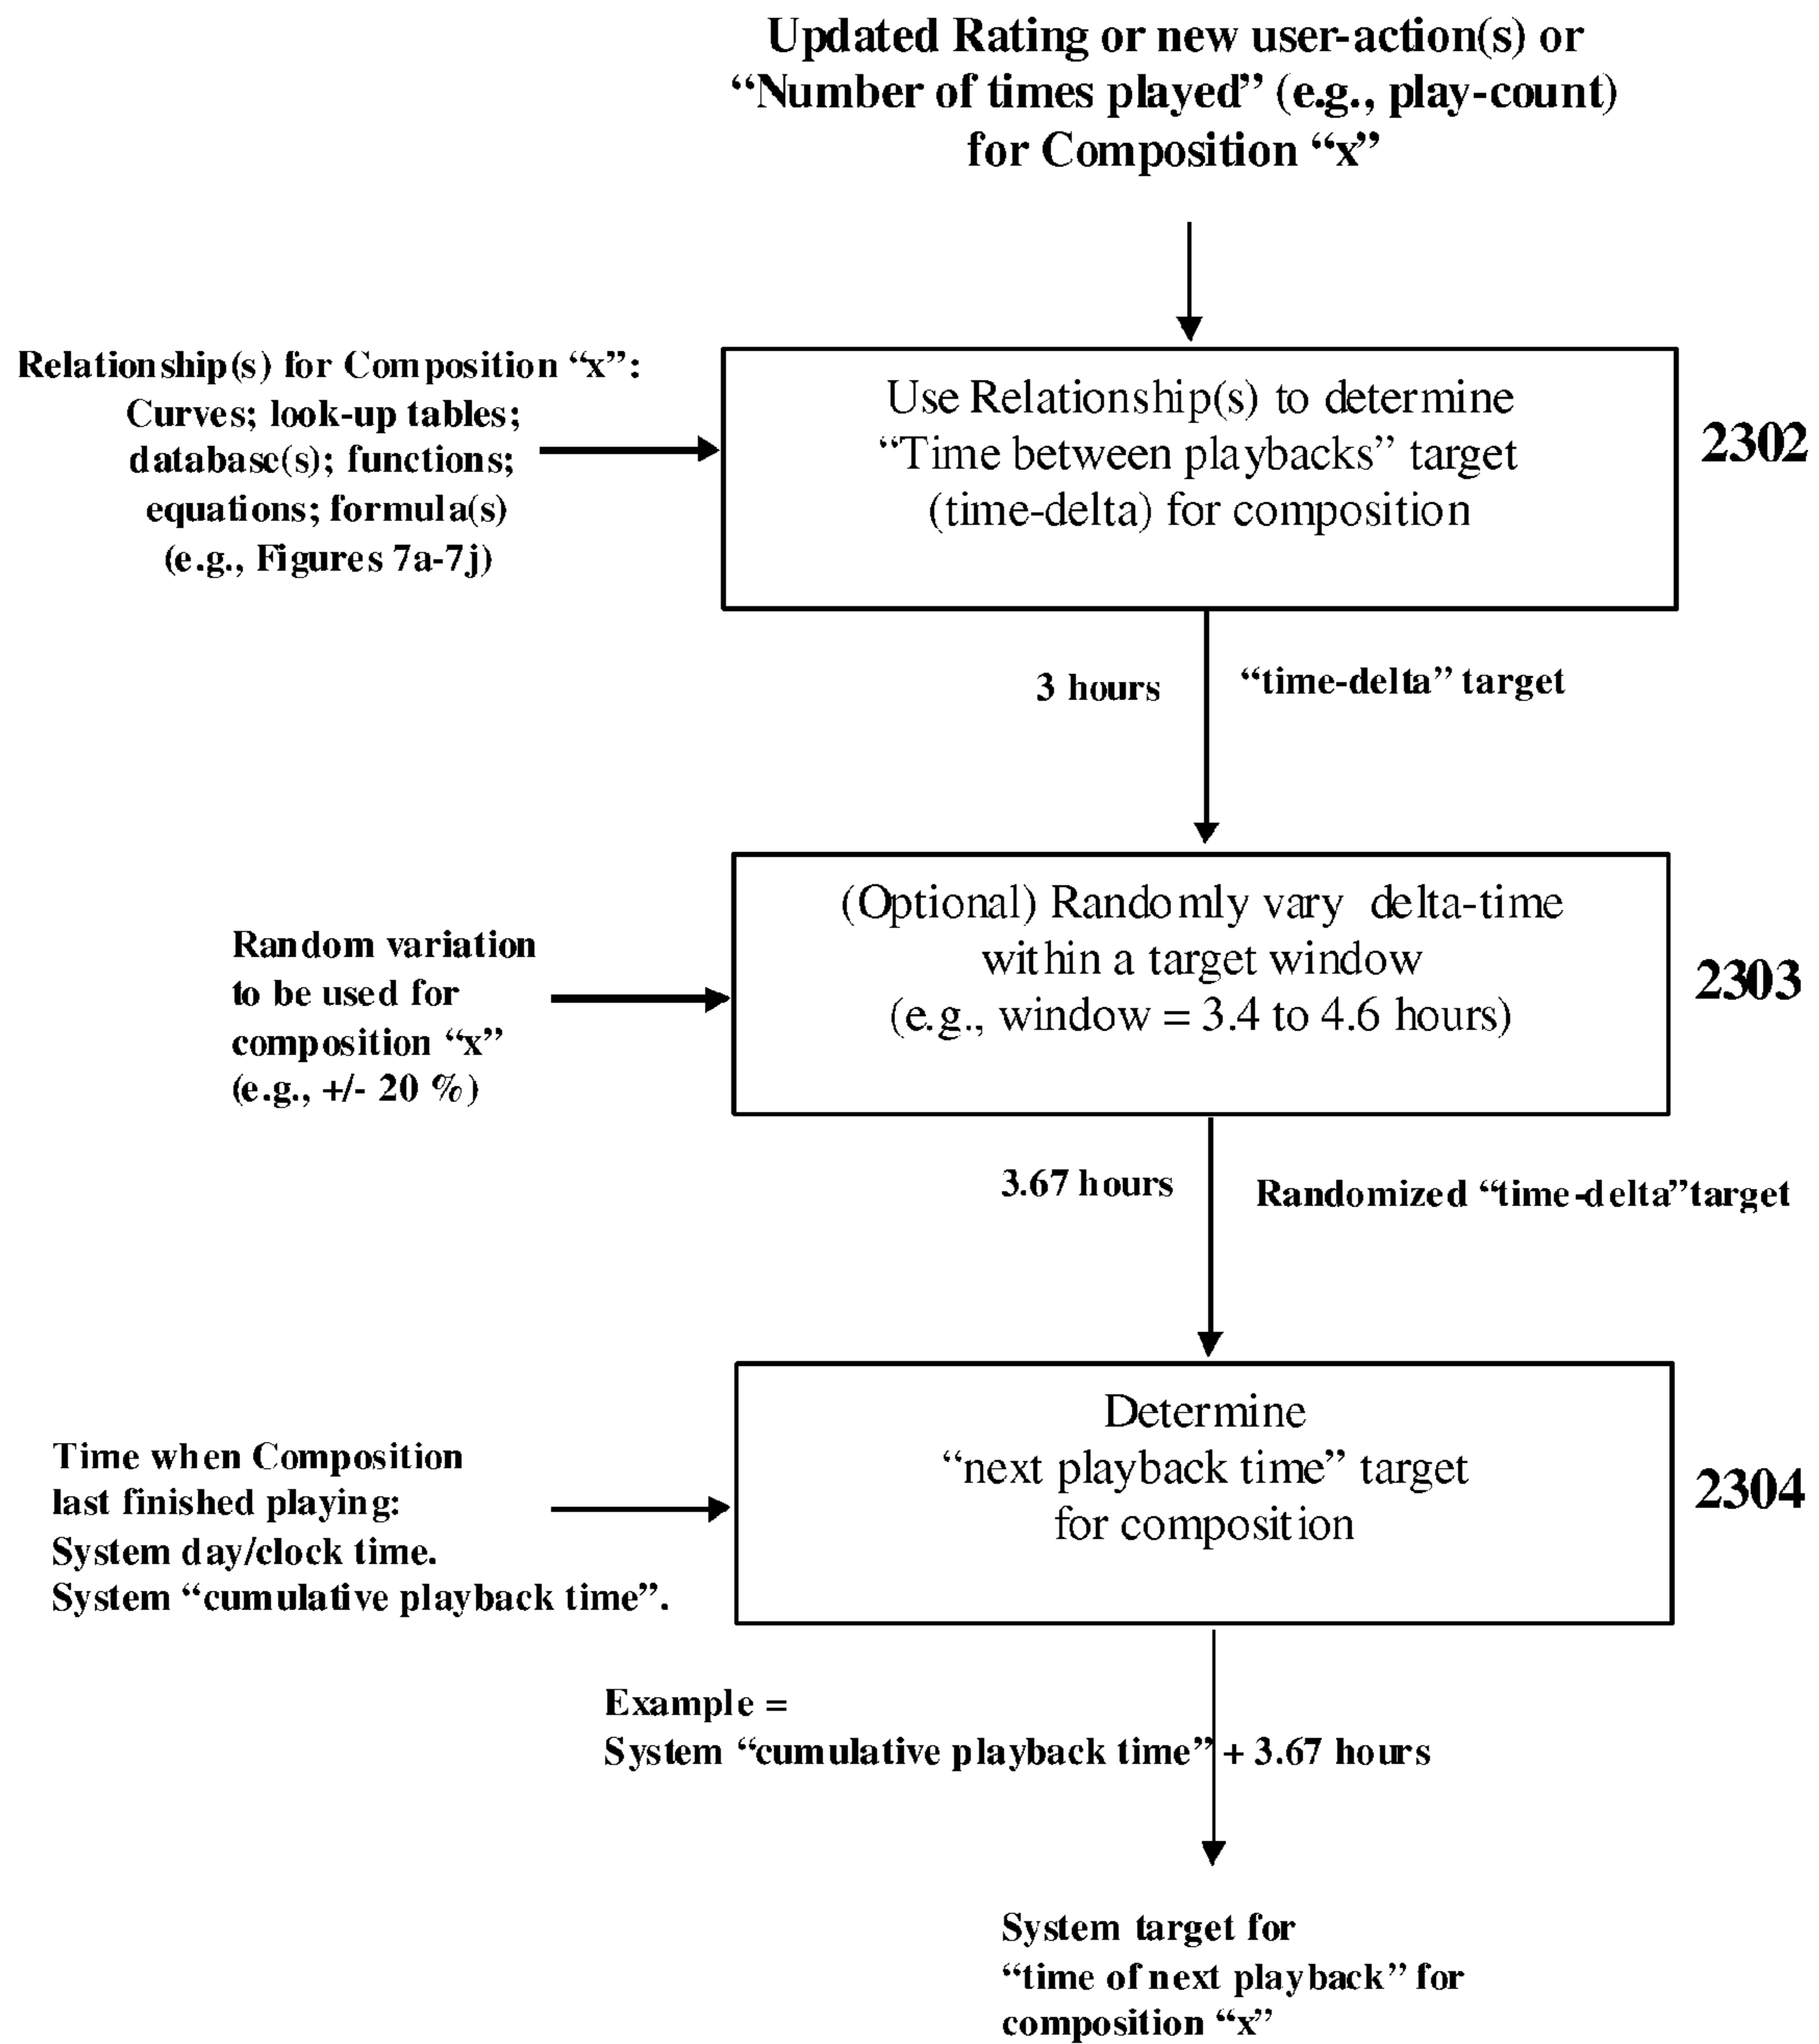 Updated Rating or new user-action(s) or
“Number of times played” (e.g., play-count)
for Composition “x”
Relationship(s) for Composition “x”:
Curves; look-up tables;
database(s); functions;
equations; formula(s)
(e.g., Figures 7a-7j)
Use Relationship(s) to determine
“Time between playbacks” target
(time-delta) for composition
2302
3 hours
“time-delta” target
Random variation
to be used for
composition “x”
(e.g., +/- 20 %)
(Optional) Randomly vary delta-time
within a target window
(e.g., window = 3.4 to 4.6 hours)
2303
3.67 hours
Randomized “time-delta” target
Time when Composition
last finished playing:
System day/clock time.
System “cumulative playback time”.
Determine
“next playback time” target
for composition
2304
Example =
System “cumulative playback time” + 3.67 hours
System target for
“time of next playback” for
composition “x”